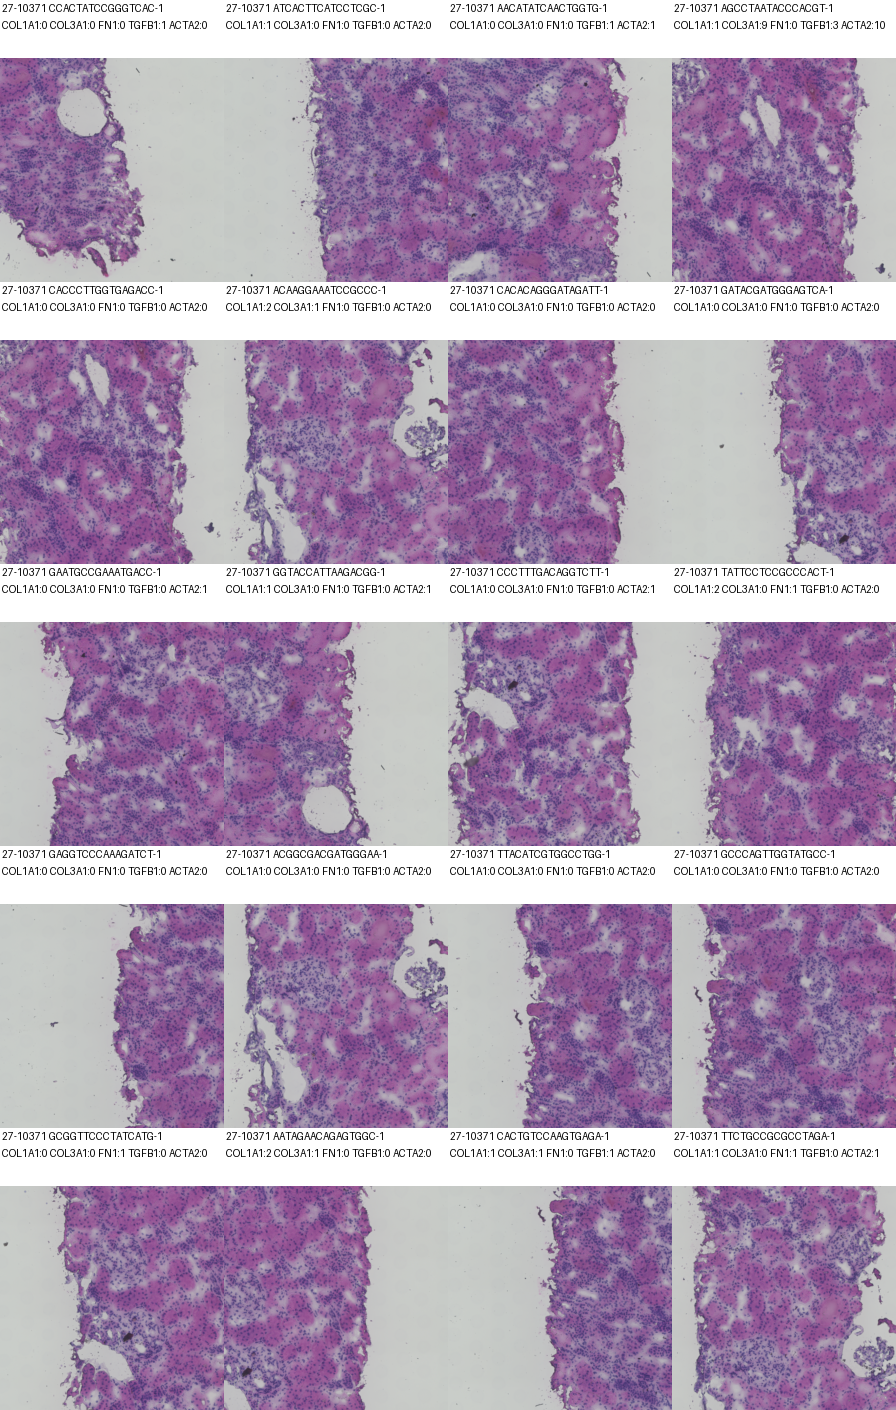 27-10371 CCACTATCCGGGTCAC-1
COL1A1:0 COL3A1:0 FN1:0 TGFB1:1 ACTA2:0
27-10371 ATCACTTCATCCTCGC-1
COL1A1:1 COL3A1:0 FN1:0 TGFB1:0 ACTA2:0
27-10371 AACATATCAACTGGTG-1
COL1A1:0 COL3A1:0 FN1:0 TGFB1:1 ACTA2:1
27-10371 AGCCTAATACCCACGT-1
COL1A1:1 COL3A1:9 FN1:0 TGFB1:3 ACTA2:10
27-10371 CACCCTTGGTGAGACC-1
COL1A1:0 COL3A1:0 FN1:0 TGFB1:0 ACTA2:0
27-10371 ACAAGGAAATCCGCCC-1
COL1A1:2 COL3A1:1 FN1:0 TGFB1:0 ACTA2:0
27-10371 CACACAGGGATAGATT-1
COL1A1:0 COL3A1:0 FN1:0 TGFB1:0 ACTA2:0
27-10371 GATACGATGGGAGTCA-1
COL1A1:0 COL3A1:0 FN1:0 TGFB1:0 ACTA2:0
27-10371 GAATGCCGAAATGACC-1
COL1A1:0 COL3A1:0 FN1:0 TGFB1:0 ACTA2:1
27-10371 GGTACCATTAAGACGG-1
COL1A1:1 COL3A1:0 FN1:0 TGFB1:0 ACTA2:1
27-10371 CCCTTTGACAGGTCTT-1
COL1A1:0 COL3A1:0 FN1:0 TGFB1:0 ACTA2:1
27-10371 TATTCCTCCGCCCACT-1
COL1A1:2 COL3A1:0 FN1:1 TGFB1:0 ACTA2:0
27-10371 GAGGTCCCAAAGATCT-1
COL1A1:0 COL3A1:0 FN1:0 TGFB1:0 ACTA2:0
27-10371 ACGGCGACGATGGGAA-1
COL1A1:0 COL3A1:0 FN1:0 TGFB1:0 ACTA2:0
27-10371 TTACATCGTGGCCTGG-1
COL1A1:0 COL3A1:0 FN1:0 TGFB1:0 ACTA2:0
27-10371 GCCCAGTTGGTATGCC-1
COL1A1:0 COL3A1:0 FN1:0 TGFB1:0 ACTA2:0
27-10371 GCGGTTCCCTATCATG-1
COL1A1:0 COL3A1:0 FN1:1 TGFB1:0 ACTA2:0
27-10371 AATAGAACAGAGTGGC-1
COL1A1:2 COL3A1:1 FN1:0 TGFB1:0 ACTA2:0
27-10371 CACTGTCCAAGTGAGA-1
COL1A1:1 COL3A1:1 FN1:0 TGFB1:1 ACTA2:0
27-10371 TTCTGCCGCGCCTAGA-1
COL1A1:1 COL3A1:0 FN1:1 TGFB1:0 ACTA2:1